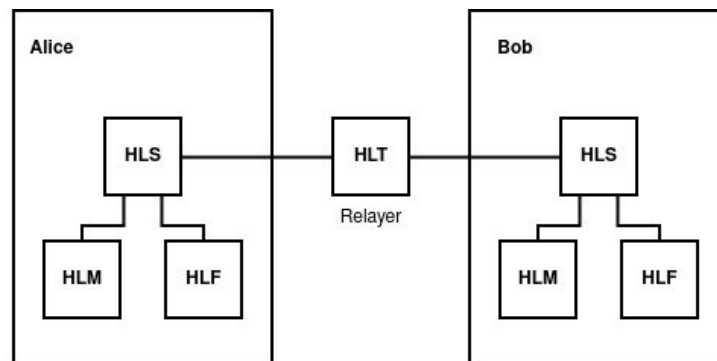 Alice
Bob
HLS
HLT
HLS
Relayer
HLM
HLF
HLM
HLF